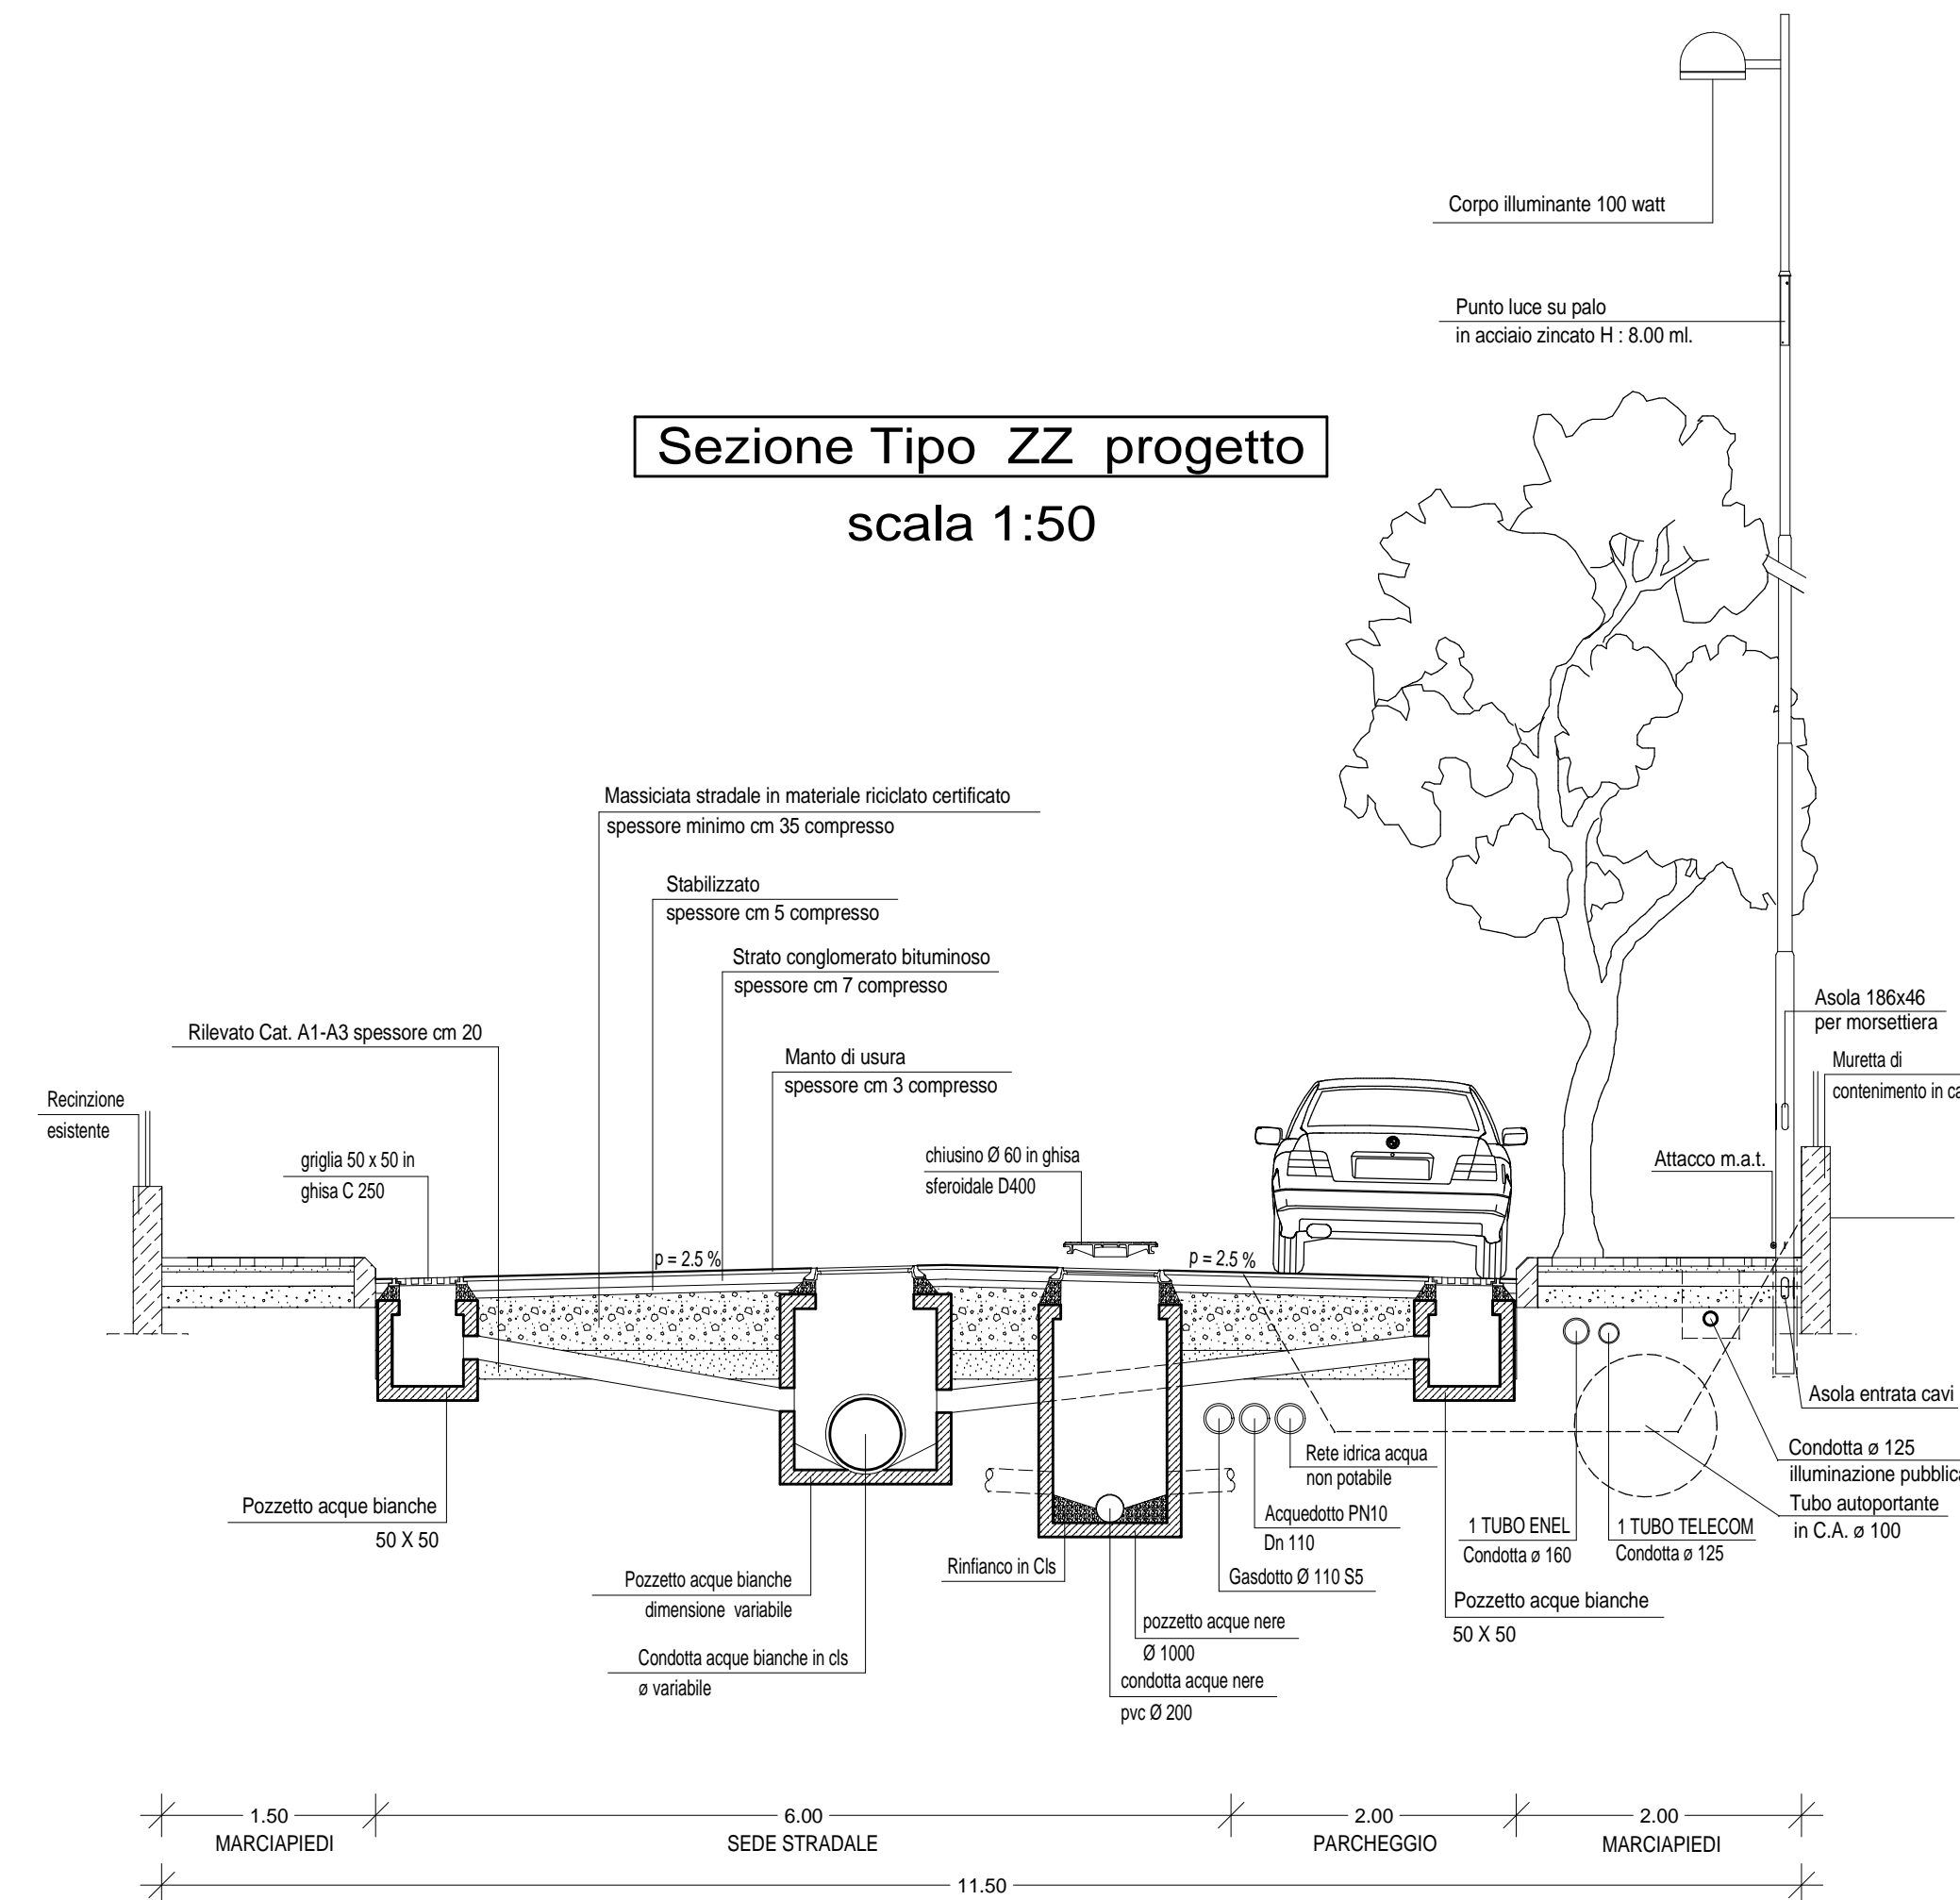 Corpo illuminante 100 watt
Punto luce su palo
in acciaio zincato H : 8.00 ml.
Sezione Tipo ZZ progetto
scala 1:50
Massiciata stradale in materiale riciclato certificato
spessore minimo cm 35 compresso
Stabilizzato
spessore cm 5 compresso
Strato conglomerato bituminoso
spessore cm 7 compresso
Rilevato Cat. A1-A3 spessore cm 20
Manto di usura
spessore cm 3 compresso
Recinzione
esistente
griglia 50 x 50 in
ghisa C 250
chiusino Ø 60 in ghisa
sferoidale D400
Asola 186x46
per morsettiera
Muretta di
contenimento in ca
Attacco m.a.t.
p = 2.5 %
p = 2.5 %
Asola entrata cavi
Condotta ø 125
illuminazione pubblica
Tubo autoportante
in C.A. ø 100
Rete idrica acqua
non potabile
Acquedotto PN10
Dn 110
Gasdotto Ø 110 S5
1 TUBO ENEL
Condotta ø 160
1 TUBO TELECOM
Condotta ø 125
Pozzetto acque bianche
50 X 50
Pozzetto acque bianche
50 X 50
Rinfianco in Cls
Pozzetto acque bianche
dimensione variabile
pozzetto acque nere
Ø 1000
Condotta acque bianche in cls
ø variabile
condotta acque nere
pvc Ø 200
1.50
MARCIAPIEDI
6.00
SEDE STRADALE
2.00
PARCHEGGIO
2.00
MARCIAPIEDI
11.50